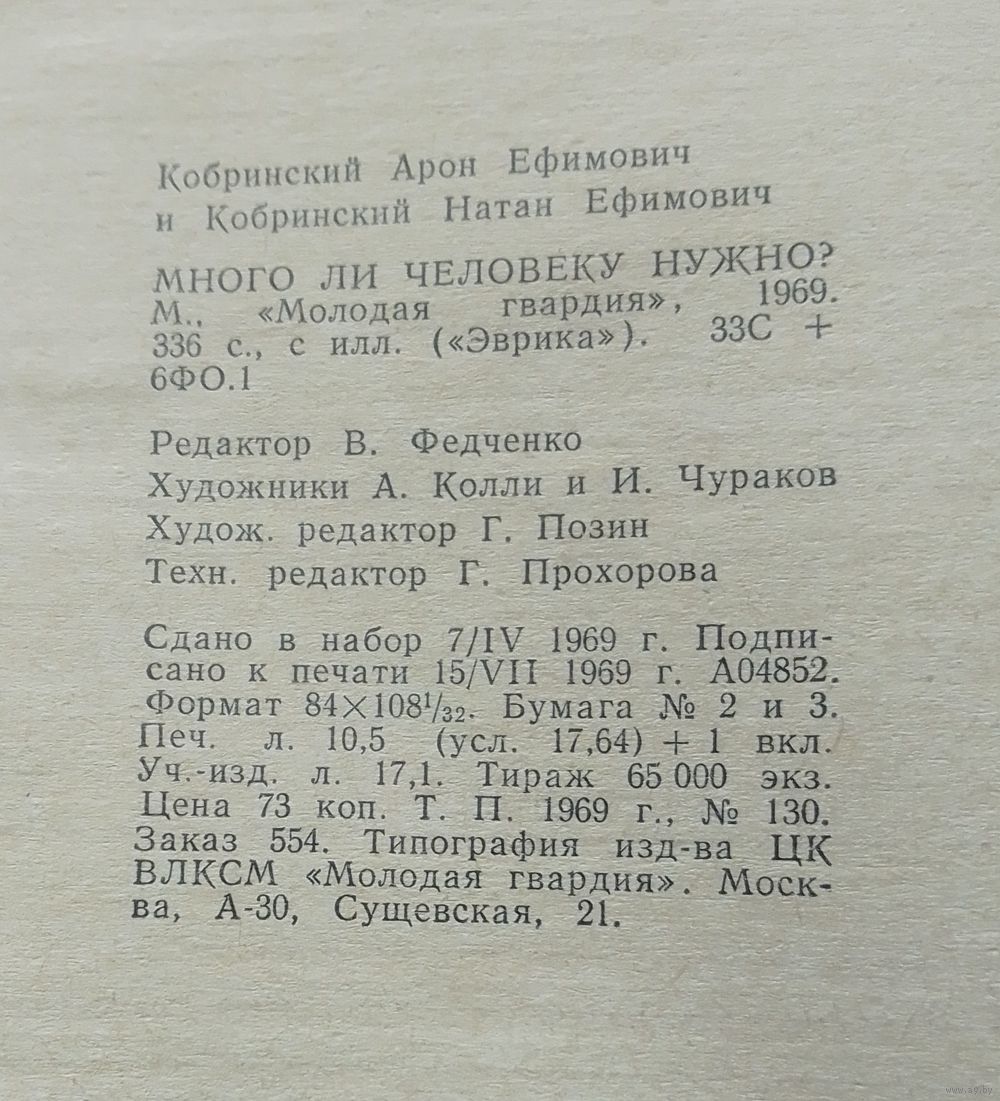 Кобринский Арон Ефимович
и Кобринский Натан Ефимович
МНОГО ЛИ ЧЕЛОВЕКУ НУЖНО?
М., «Молодая гвардия», 1969.
336 с., с илл. («Эврика»). 33С +
6ФО.1
Редактор В. Федченко
Художники А. Колли и И. Чураков
Худож. редактор Г. Позин
Техн. редактор Г. Прохорова
Сдано в набор 7/IV 1969 г. Подпи-
сано к печати 15/VII 1969 г. А04852.
Формат 84×108¹/₃₂. Бумага № 2 и 3.
Печ. л. 10,5 (усл. 17,64) + 1 вкл.
Уч.-изд. л. 17,1. Тираж 65 000 экз.
Цена 73 коп. Т. П. 1969 г., № 130.
Заказ 554. Типография изд-ва ЦК
ВЛКСМ «Молодая гвардия». Моск-
ва, А-30, Сущевская, 21.
www.ay.by